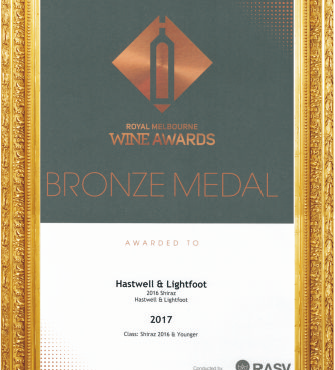 ROYAL MELBOURNE
WINE AWARDS
BRONZE MEDAL
AWARDED TO
Hastwell & Lightfoot
2016 Shiraz
Hastwell & Lightfoot
2017
Class: Shiraz 2016 & Younger
Conducted by
RASV